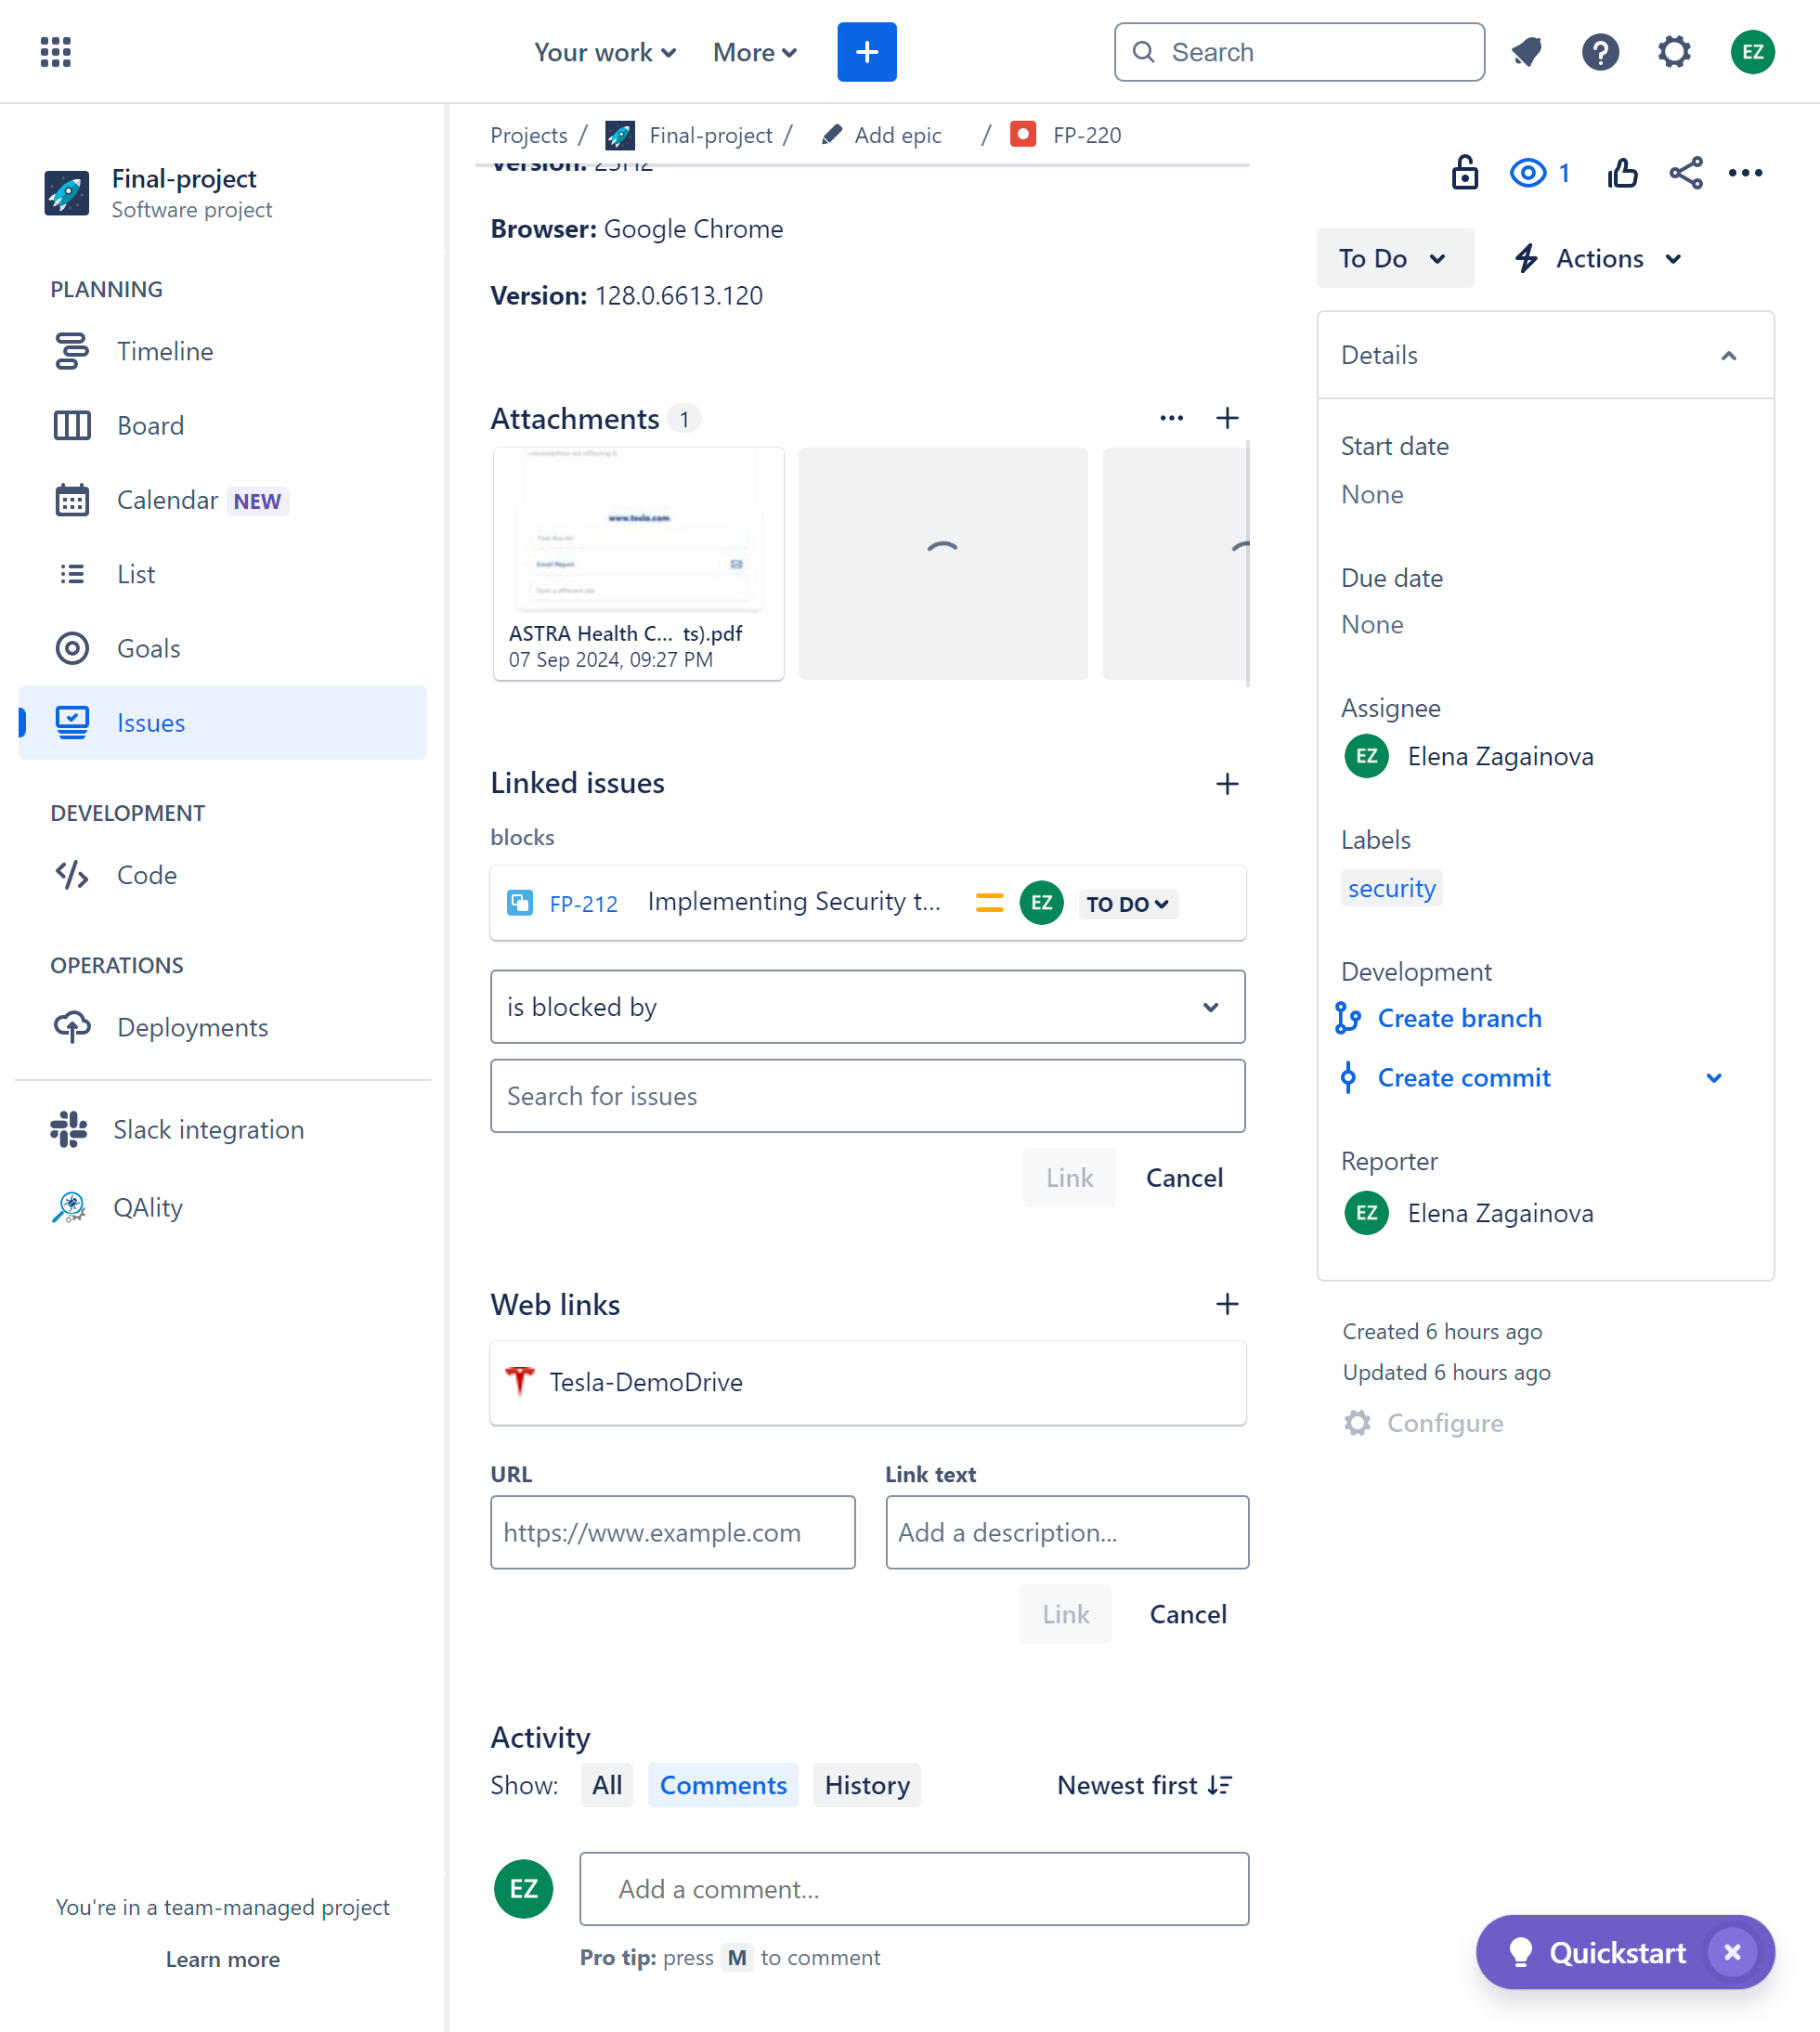 Your work
More
Search
EZ
Final-project
Software project
PLANNING
Timeline
Board
Calendar NEW
List
Goals
Issues
DEVELOPMENT
Code
OPERATIONS
Deployments
Slack integration
QAlity
You're in a team-managed project
Learn more
Projects / Final-project / Add epic / FP-220
Version: 23H2
Browser: Google Chrome
Version: 128.0.6613.120
Attachments 1
www.tesla.com
Email Report
ASTRA Health C... ts).pdf
07 Sep 2024, 09:27 PM
Linked issues
blocks
FP-212 Implementing Security t... EZ TO DO
is blocked by
Search for issues
Link Cancel
Web links
Tesla-DemoDrive
URL Link text
https://www.example.com Add a description...
Link Cancel
Activity
Show: All Comments History Newest first
EZ Add a comment...
Pro tip: press M to comment
1
To Do Actions
Details
Start date
None
Due date
None
Assignee
EZ Elena Zagainova
Labels
security
Development
Create branch
Create commit
Reporter
EZ Elena Zagainova
Created 6 hours ago
Updated 6 hours ago
Configure
Quickstart